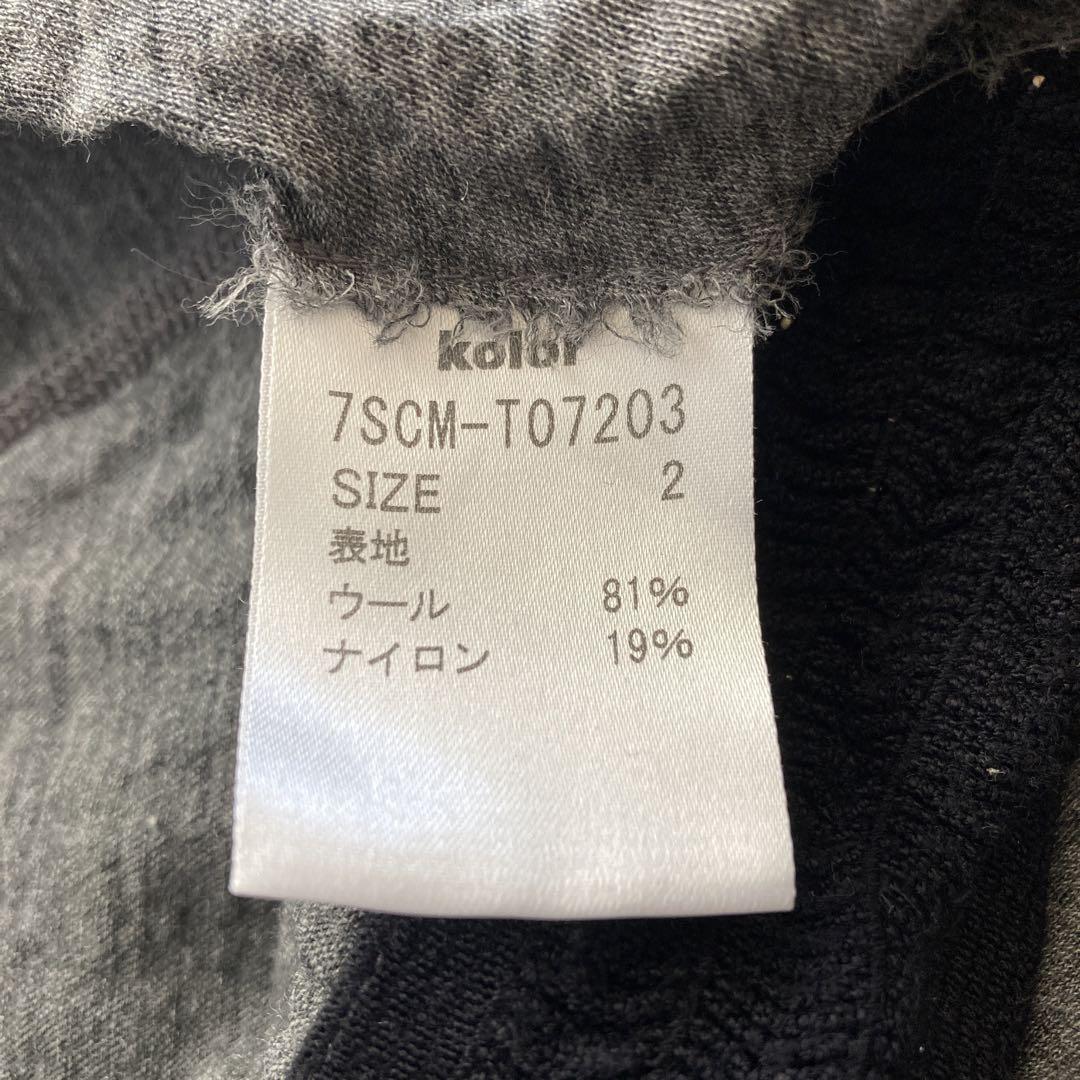 kolor
7SCM-T07203
SIZE 2
表地
ウール 81%
ナイロン 19%